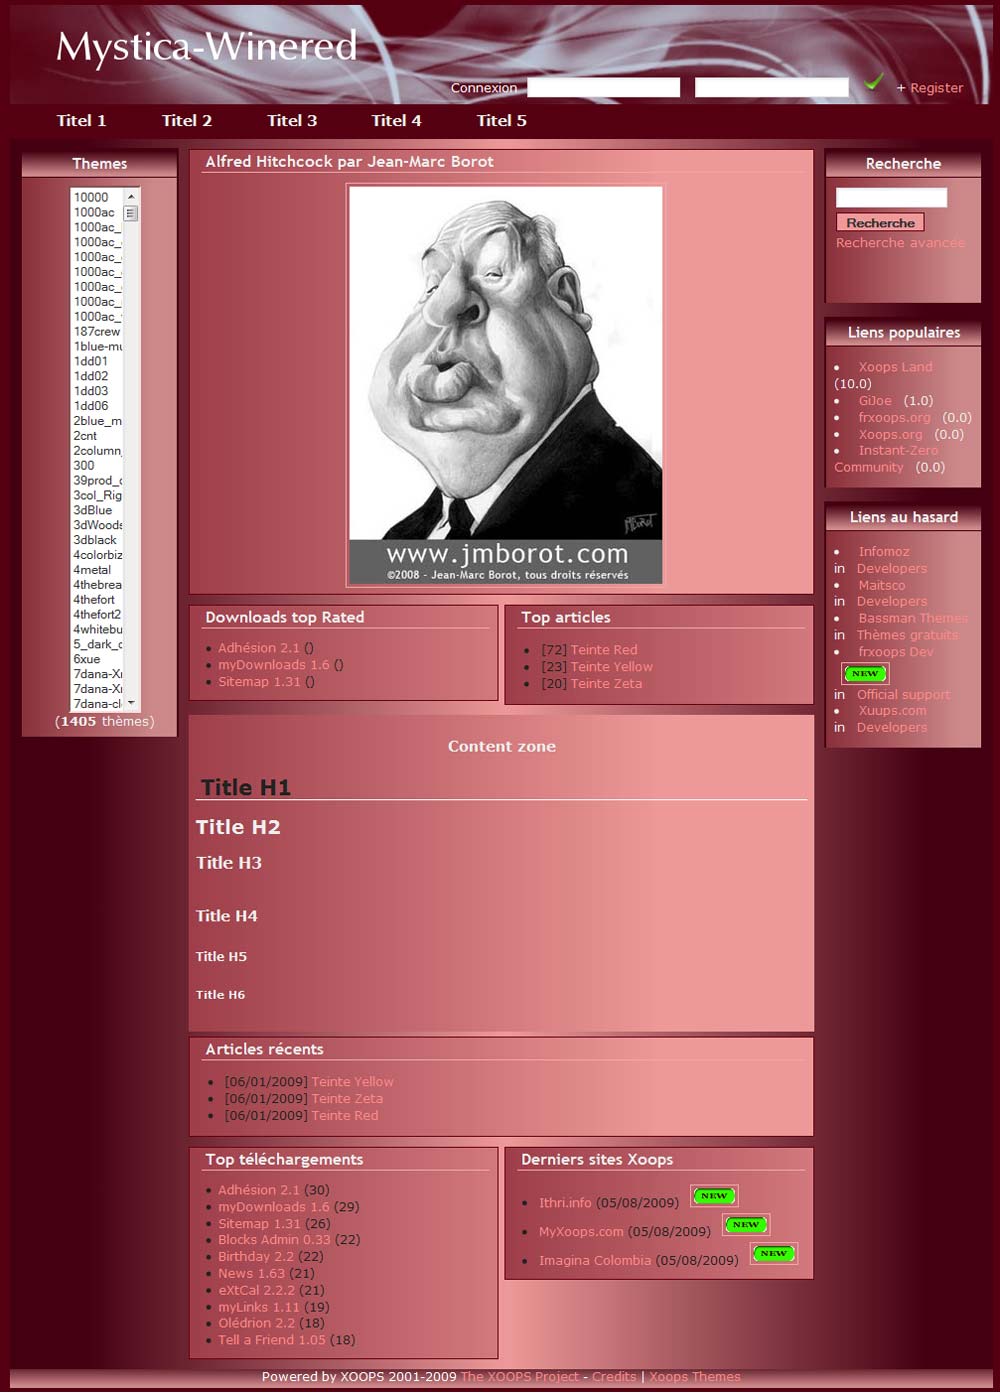 Mystica-Winered
Connexion
+ Register
Titel 1 Titel 2 Titel 3 Titel 4 Titel 5
Themes
10000
1000ac
1000ac_
1000ac_
1000ac_
1000ac_
1000ac_
1000ac_
1000ac_
187crew
1blue-mu
1dd01
1dd02
1dd03
1dd06
2blue_m
2cnt
2column_
300
39prod_c
3col_Rig
3dBlue
3dWoods
3dblack
4colorbiz
4metal
4thebrea
4thefort
4thefort2
4whitebu
5_dark_c
6xue
7dana-Xr
7dana-Xi
7dana-cl
(1405 thèmes)
Alfred Hitchcock par Jean-Marc Borot
www.jmborot.com
©2008 - Jean-Marc Borot, tous droits réservés
Downloads top Rated
Adhésion 2.1 ()
myDownloads 1.6 ()
Sitemap 1.31 ()
Top articles
[72] Teinte Red
[23] Teinte Yellow
[20] Teinte Zeta
Content zone
Title H1
Title H2
Title H3
Title H4
Title H5
Title H6
Articles récents
[06/01/2009] Teinte Yellow
[06/01/2009] Teinte Zeta
[06/01/2009] Teinte Red
Top téléchargements
Adhésion 2.1 (30)
myDownloads 1.6 (29)
Sitemap 1.31 (26)
Blocks Admin 0.33 (22)
Birthday 2.2 (22)
News 1.63 (21)
eXtCal 2.2.2 (21)
myLinks 1.11 (19)
Olédrion 2.2 (18)
Tell a Friend 1.05 (18)
Derniers sites Xoops
Ithri.info (05/08/2009) NEW
MyXoops.com (05/08/2009) NEW
Imagina Colombia (05/08/2009) NEW
Recherche
Recherche
Recherche avancée
Liens populaires
Xoops Land
(10.0)
GiJoe (1.0)
frxoops.org (0.0)
Xoops.org (0.0)
Instant-Zero
Community (0.0)
Liens au hasard
Infomoz
in Developers
Maitsco
in Developers
Bassman Themes
in Thèmes gratuits
frxoops Dev
NEW
in Official support
Xuups.com
in Developers
Powered by XOOPS 2001-2009 The XOOPS Project - Credits | Xoops Themes